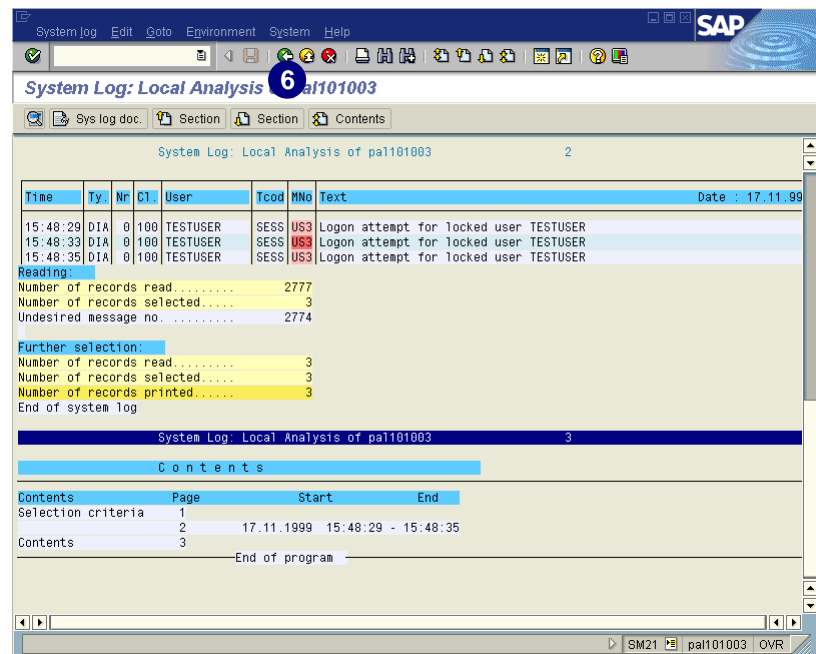 System log Edit Goto Environment System Help
SAP
6
System Log: Local Analysis pal101003
Sys log doc. Section Section Contents
System Log: Local Analysis of pal101003 2
Time Ty. Nr Cl. User Tcod MNo Text Date : 17.11.99
15:48:29 DIA 0 100 TESTUSER SESS US3 Logon attempt for locked user TESTUSER
15:48:33 DIA 0 100 TESTUSER SESS US3 Logon attempt for locked user TESTUSER
15:48:35 DIA 0 100 TESTUSER SESS US3 Logon attempt for locked user TESTUSER
Reading:
Number of records read......... 2777
Number of records selected..... 3
Undesired message no. ......... 2774
Further selection:
Number of records read......... 3
Number of records selected..... 3
Number of records printed...... 3
End of system log
System Log: Local Analysis of pal101003 3
C o n t e n t s
Contents Page Start End
Selection criteria 1
2 17.11.1999 15:48:29 - 15:48:35
Contents 3
End of program
SM21 pal101003 OVR